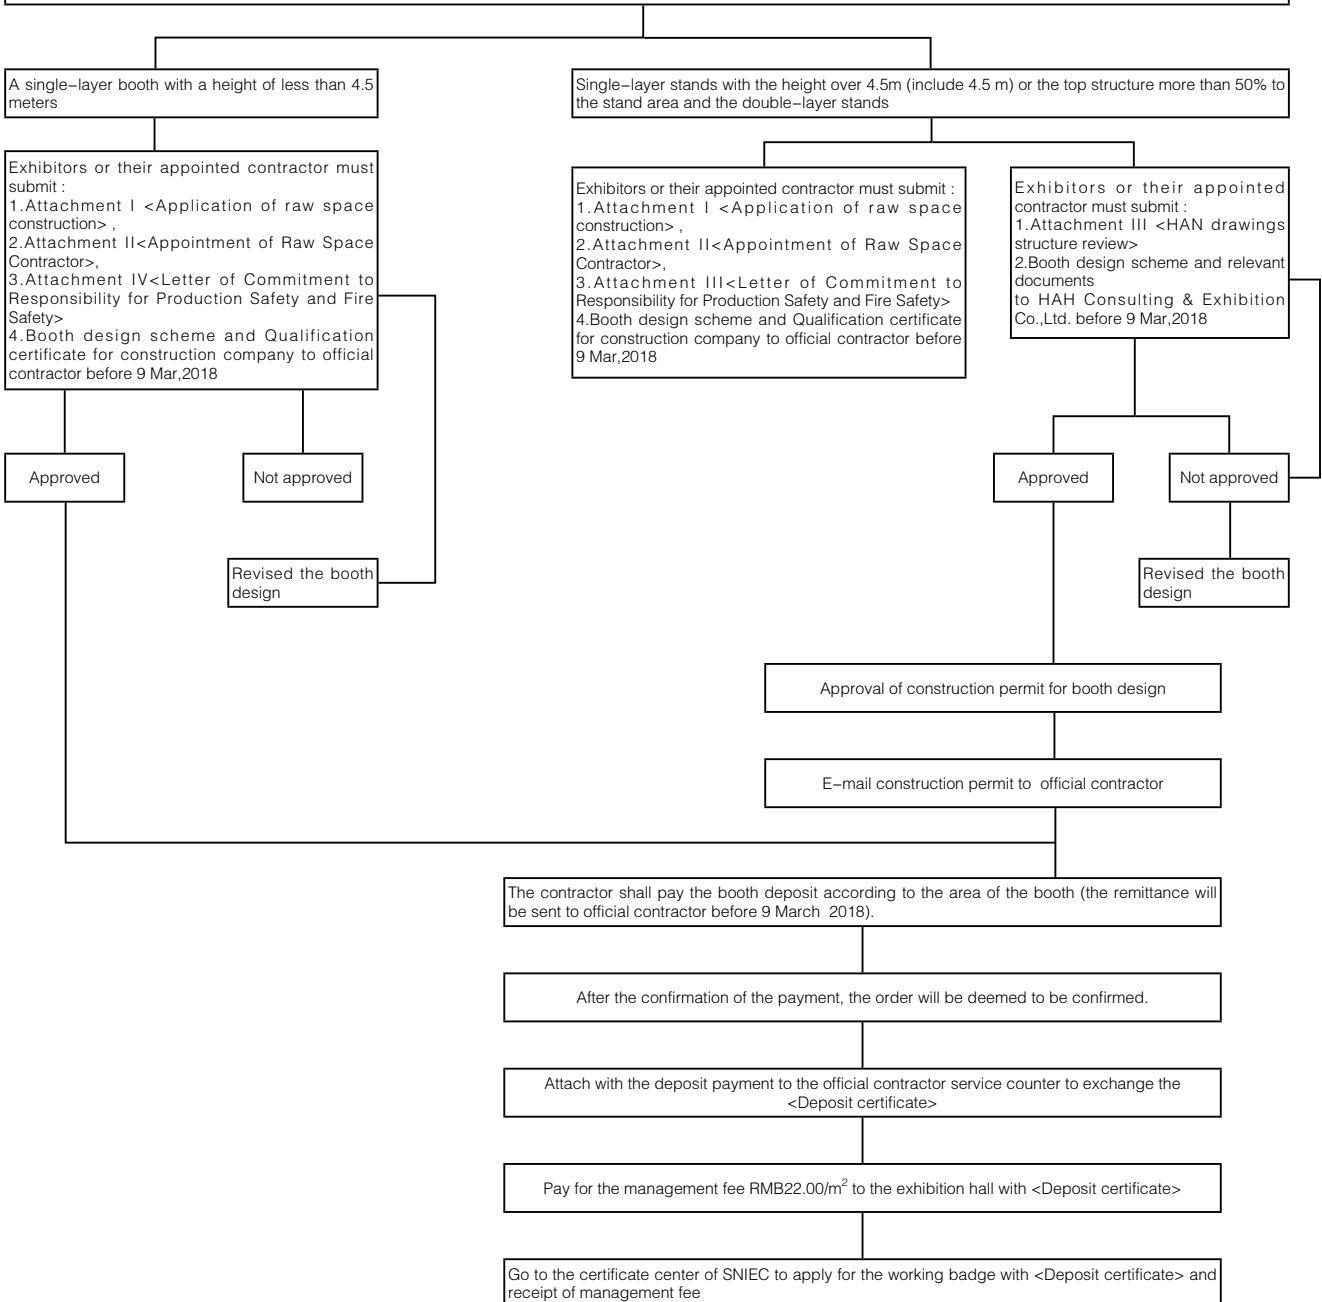 A single-layer booth with a height of less than 4.5
meters
Single-layer stands with the height over 4.5m (include 4.5 m) or the top structure more than 50% to
the stand area and the double-layer stands
Exhibitors or their appointed contractor must
submit :
1.Attachment I <Application of raw space
construction> ,
2.Attachment II<Appointment of Raw Space
Contractor>,
3.Attachment IV<Letter of Commitment to
Responsibility for Production Safety and Fire
Safety>
4.Booth design scheme and Qualification
certificate for construction company to official
contractor before 9 Mar,2018
Exhibitors or their appointed contractor must submit :
1.Attachment I <Application of raw space
construction> ,
2.Attachment II<Appointment of Raw Space
Contractor>,
3.Attachment III<Letter of Commitment to
Responsibility for Production Safety and Fire Safety>
4.Booth design scheme and Qualification certificate
for construction company to official contractor before
9 Mar,2018
Exhibitors or their appointed
contractor must submit :
1.Attachment III <HAN drawings
structure review>
2.Booth design scheme and relevant
documents
to HAH Consulting & Exhibition
Co.,Ltd. before 9 Mar,2018
Approved
Not approved
Approved
Not approved
Revised the booth
design
Revised the booth
design
Approval of construction permit for booth design
E-mail construction permit to official contractor
The contractor shall pay the booth deposit according to the area of the booth (the remittance will
be sent to official contractor before 9 March 2018).
After the confirmation of the payment, the order will be deemed to be confirmed.
Attach with the deposit payment to the official contractor service counter to exchange the
<Deposit certificate>
Pay for the management fee RMB22.00/m² to the exhibition hall with <Deposit certificate>
Go to the certificate center of SNIEC to apply for the working badge with <Deposit certificate> and
receipt of management fee